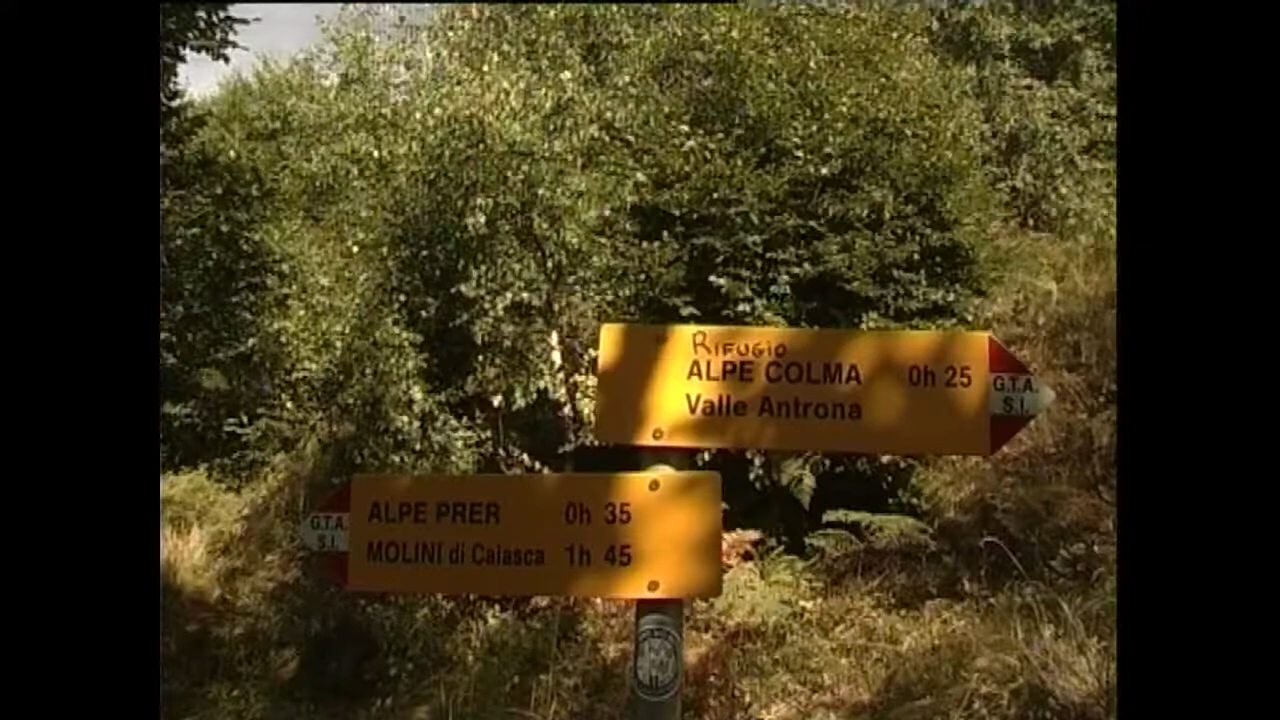 RIFUGIO
ALPE COLMA 0h 25
Valle Antrona
G.T.A.
S.I.
G.T.A.
S.I.
ALPE PRER 0h 35
MOLINI di Calasca 1h 45